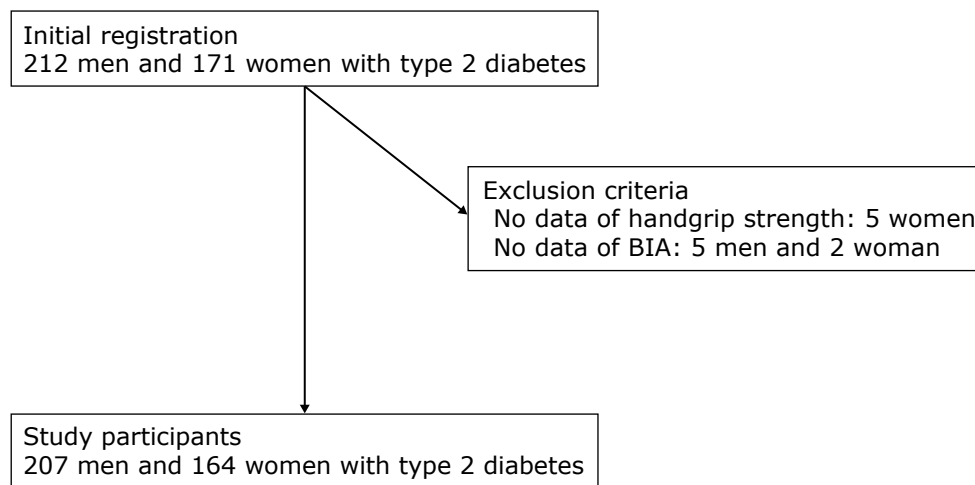 Initial registration
212 men and 171 women with type 2 diabetes
Exclusion criteria
No data of handgrip strength: 5 women
No data of BIA: 5 men and 2 woman
Study participants
207 men and 164 women with type 2 diabetes